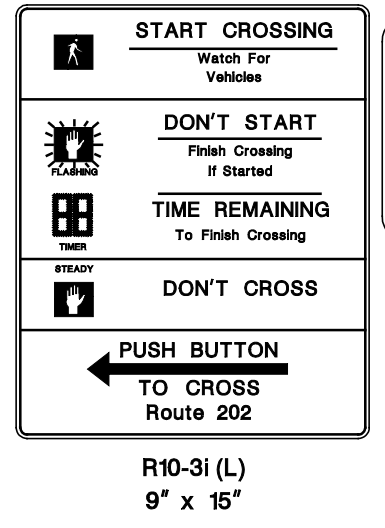 START CROSSING
Watch For
Vehicles
DON'T START
Finish Crossing
If Started
FLASHING
TIME REMAINING
To Finish Crossing
88
TIMER
STEADY
DON'T CROSS
PUSH BUTTON
TO CROSS
Route 202
R10-3i (L)
9" x 15"